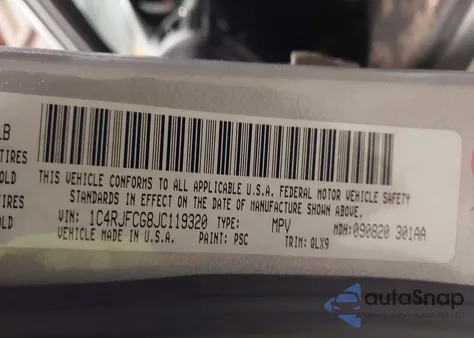 LB
TIRES
OLD
TIRES
OLD
THIS VEHICLE CONFORMS TO ALL APPLICABLE U.S.A. FEDERAL MOTOR VEHICLE SAFETY
STANDARDS IN EFFECT ON THE DATE OF MANUFACTURE SHOWN ABOVE.
VIN: 1C4RJFCG8JC119320 TYPE: MPV MDH: 090820 301AA
VEHICLE MADE IN U.S.A. PAINT: PSC TRIM: QLX9
autoSnap